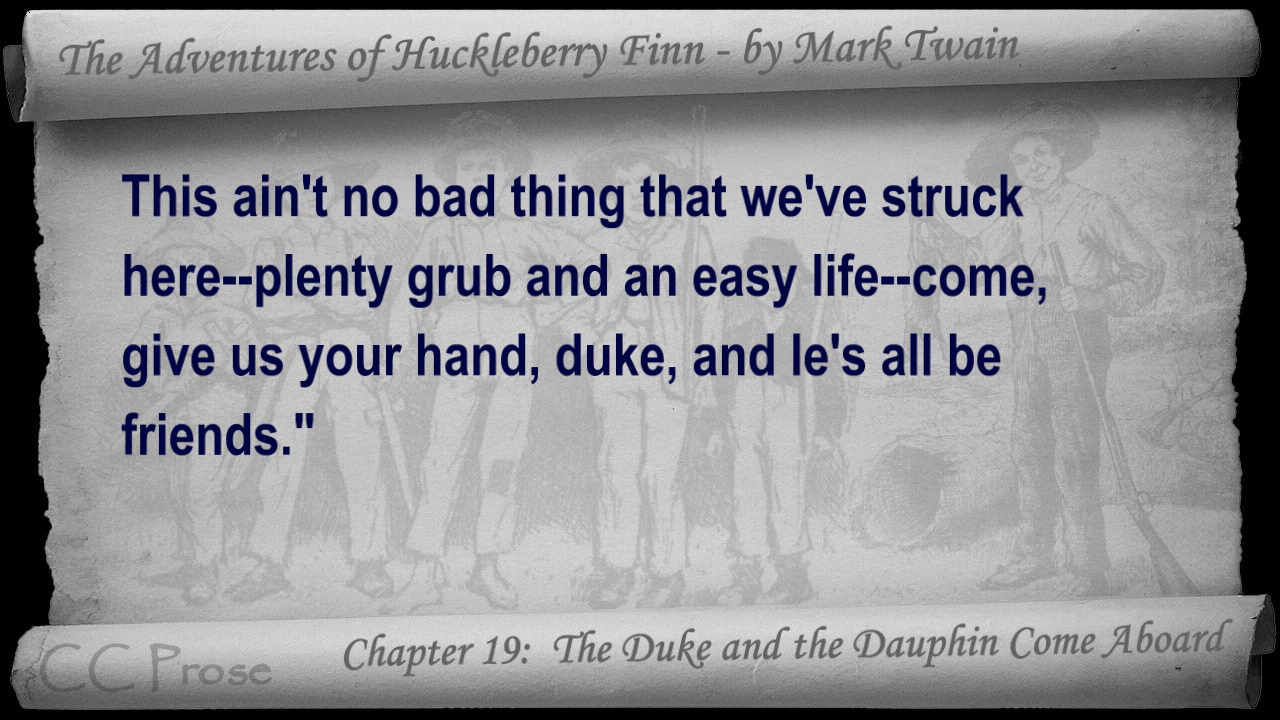 The Adventures of Huckleberry Finn - by Mark Twain
This ain't no bad thing that we've struck
here--plenty grub and an easy life--come,
give us your hand, duke, and le's all be
friends."
CC Prose
Chapter 19: The Duke and the Dauphin Come Aboard